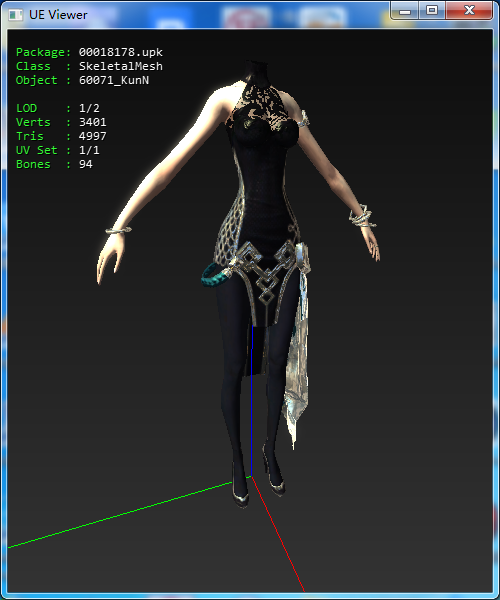 UE Viewer
Package: 00018178.upk
Class : SkeletalMesh
Object : 60071_KunN
LOD : 1/2
Verts : 3401
Tris : 4997
UV Set : 1/1
Bones : 94